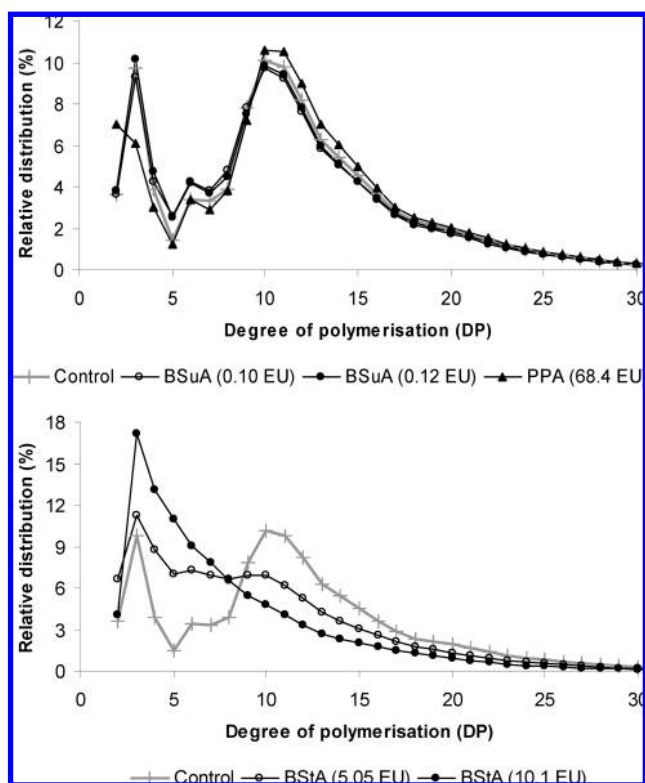 12
10
8
6
4
2
0
Relative distribution (%)
0 5 10 15 20 25 30
Degree of polymerisation (DP)
Control BSuA (0.10 EU) BSuA (0.12 EU) PPA (68.4 EU
18
15
12
9
6
3
0
Relative distribution (%)
0 5 10 15 20 25 30
Degree of polymerisation (DP)
Control BStA (5.05 EU) BStA (10.1 EU)